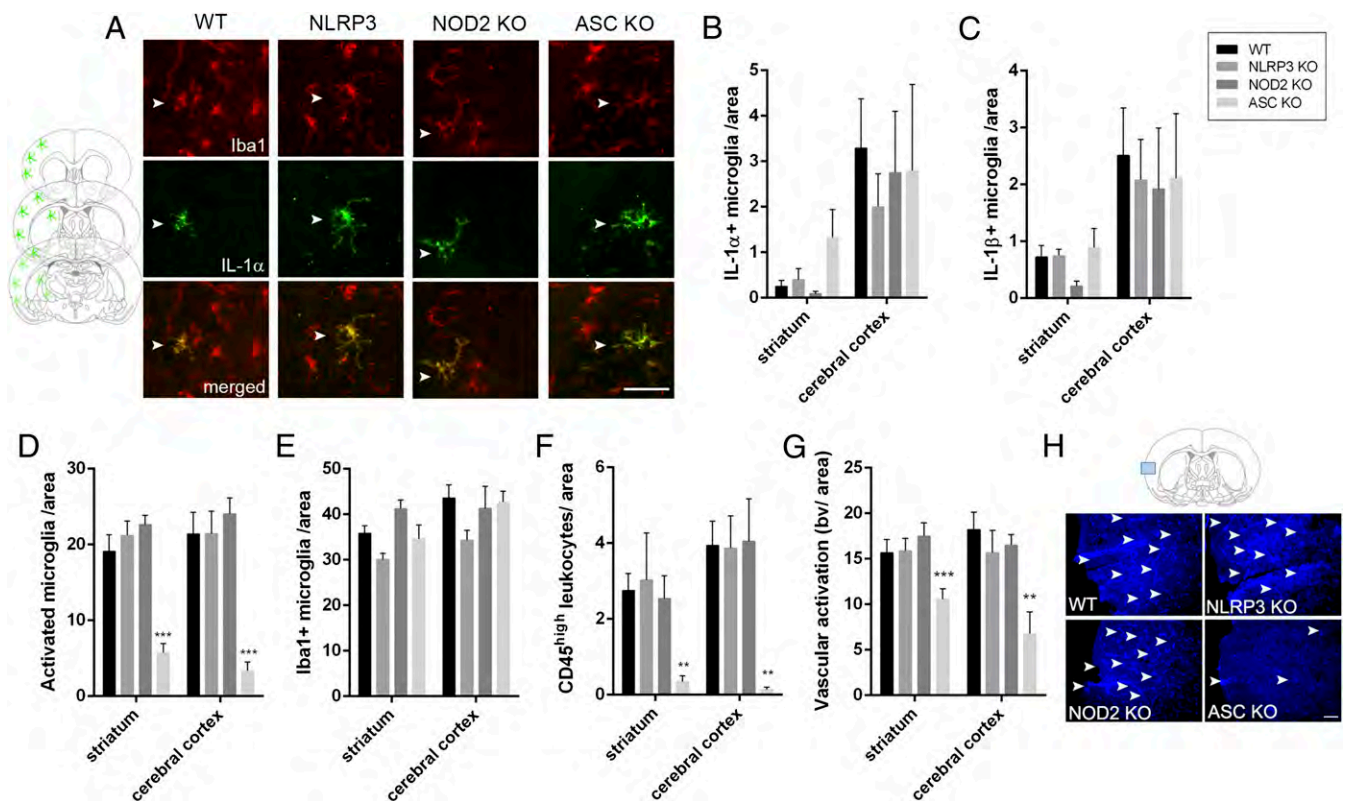 A
WT
NLRP3
NOD2 KO
ASC KO
Iba1
IL-1α
merged
B
IL-1α+ microglia /area
5
4
3
2
1
0
striatum
cerebral cortex
C
IL-1β+ microglia /area
4
3
2
1
0
striatum
cerebral cortex
WT
NLRP3 KO
NOD2 KO
ASC KO
D
Activated microglia /area
30
20
10
0
***
***
striatum
cerebral cortex
E
Iba1+ microglia /area
50
40
30
20
10
0
striatum
cerebral cortex
F
CD45high leukocytes/ area
6
4
2
0
**
**
striatum
cerebral cortex
G
Vascular activation (bv/ area)
25
20
15
10
5
0
***
**
striatum
cerebral cortex
H
WT
NLRP3 KO
NOD2 KO
ASC KO